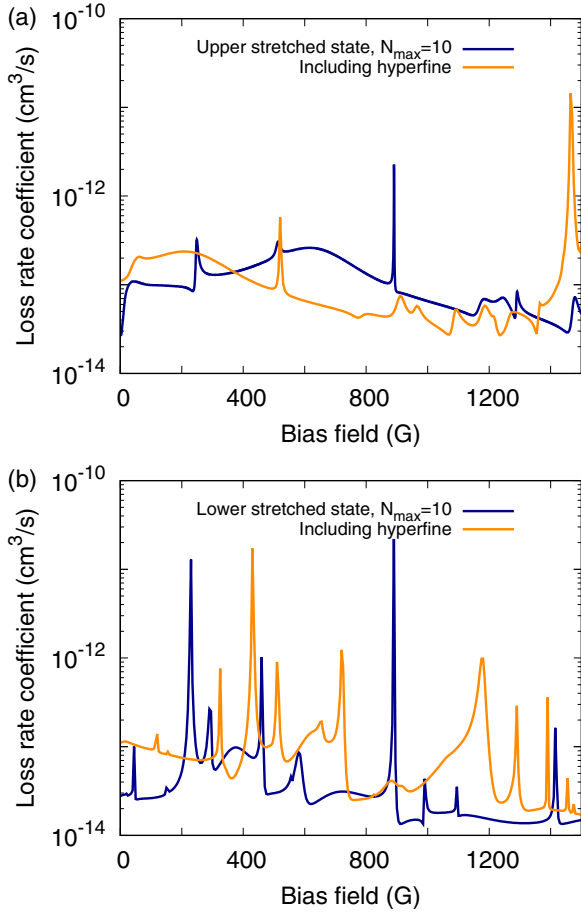 (a)
10⁻¹⁰
Upper stretched state, Nmax=10
Including hyperfine
10⁻¹²
10⁻¹⁴
Loss rate coefficient (cm³/s)
0 400 800 1200
Bias field (G)
(b)
10⁻¹⁰
Lower stretched state, Nmax=10
Including hyperfine
10⁻¹²
10⁻¹⁴
Loss rate coefficient (cm³/s)
0 400 800 1200
Bias field (G)